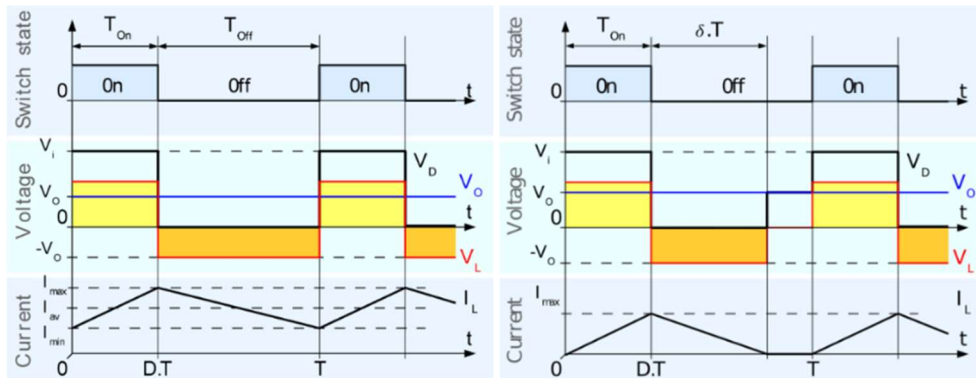 Switch state
T_On
T_Off
0
0n
0ff
0n
t
Voltage
V_i
V_o
0
-V_o
V_D
V_O
t
V_L
Current
I_max
I_av
I_min
I_L
t
0
D.T
T
Switch state
T_On
δ.T
0
0n
0ff
0n
t
Voltage
V_i
V_o
0
-V_o
V_D
V_O
t
V_L
Current
I_max
I_L
t
0
D.T
T